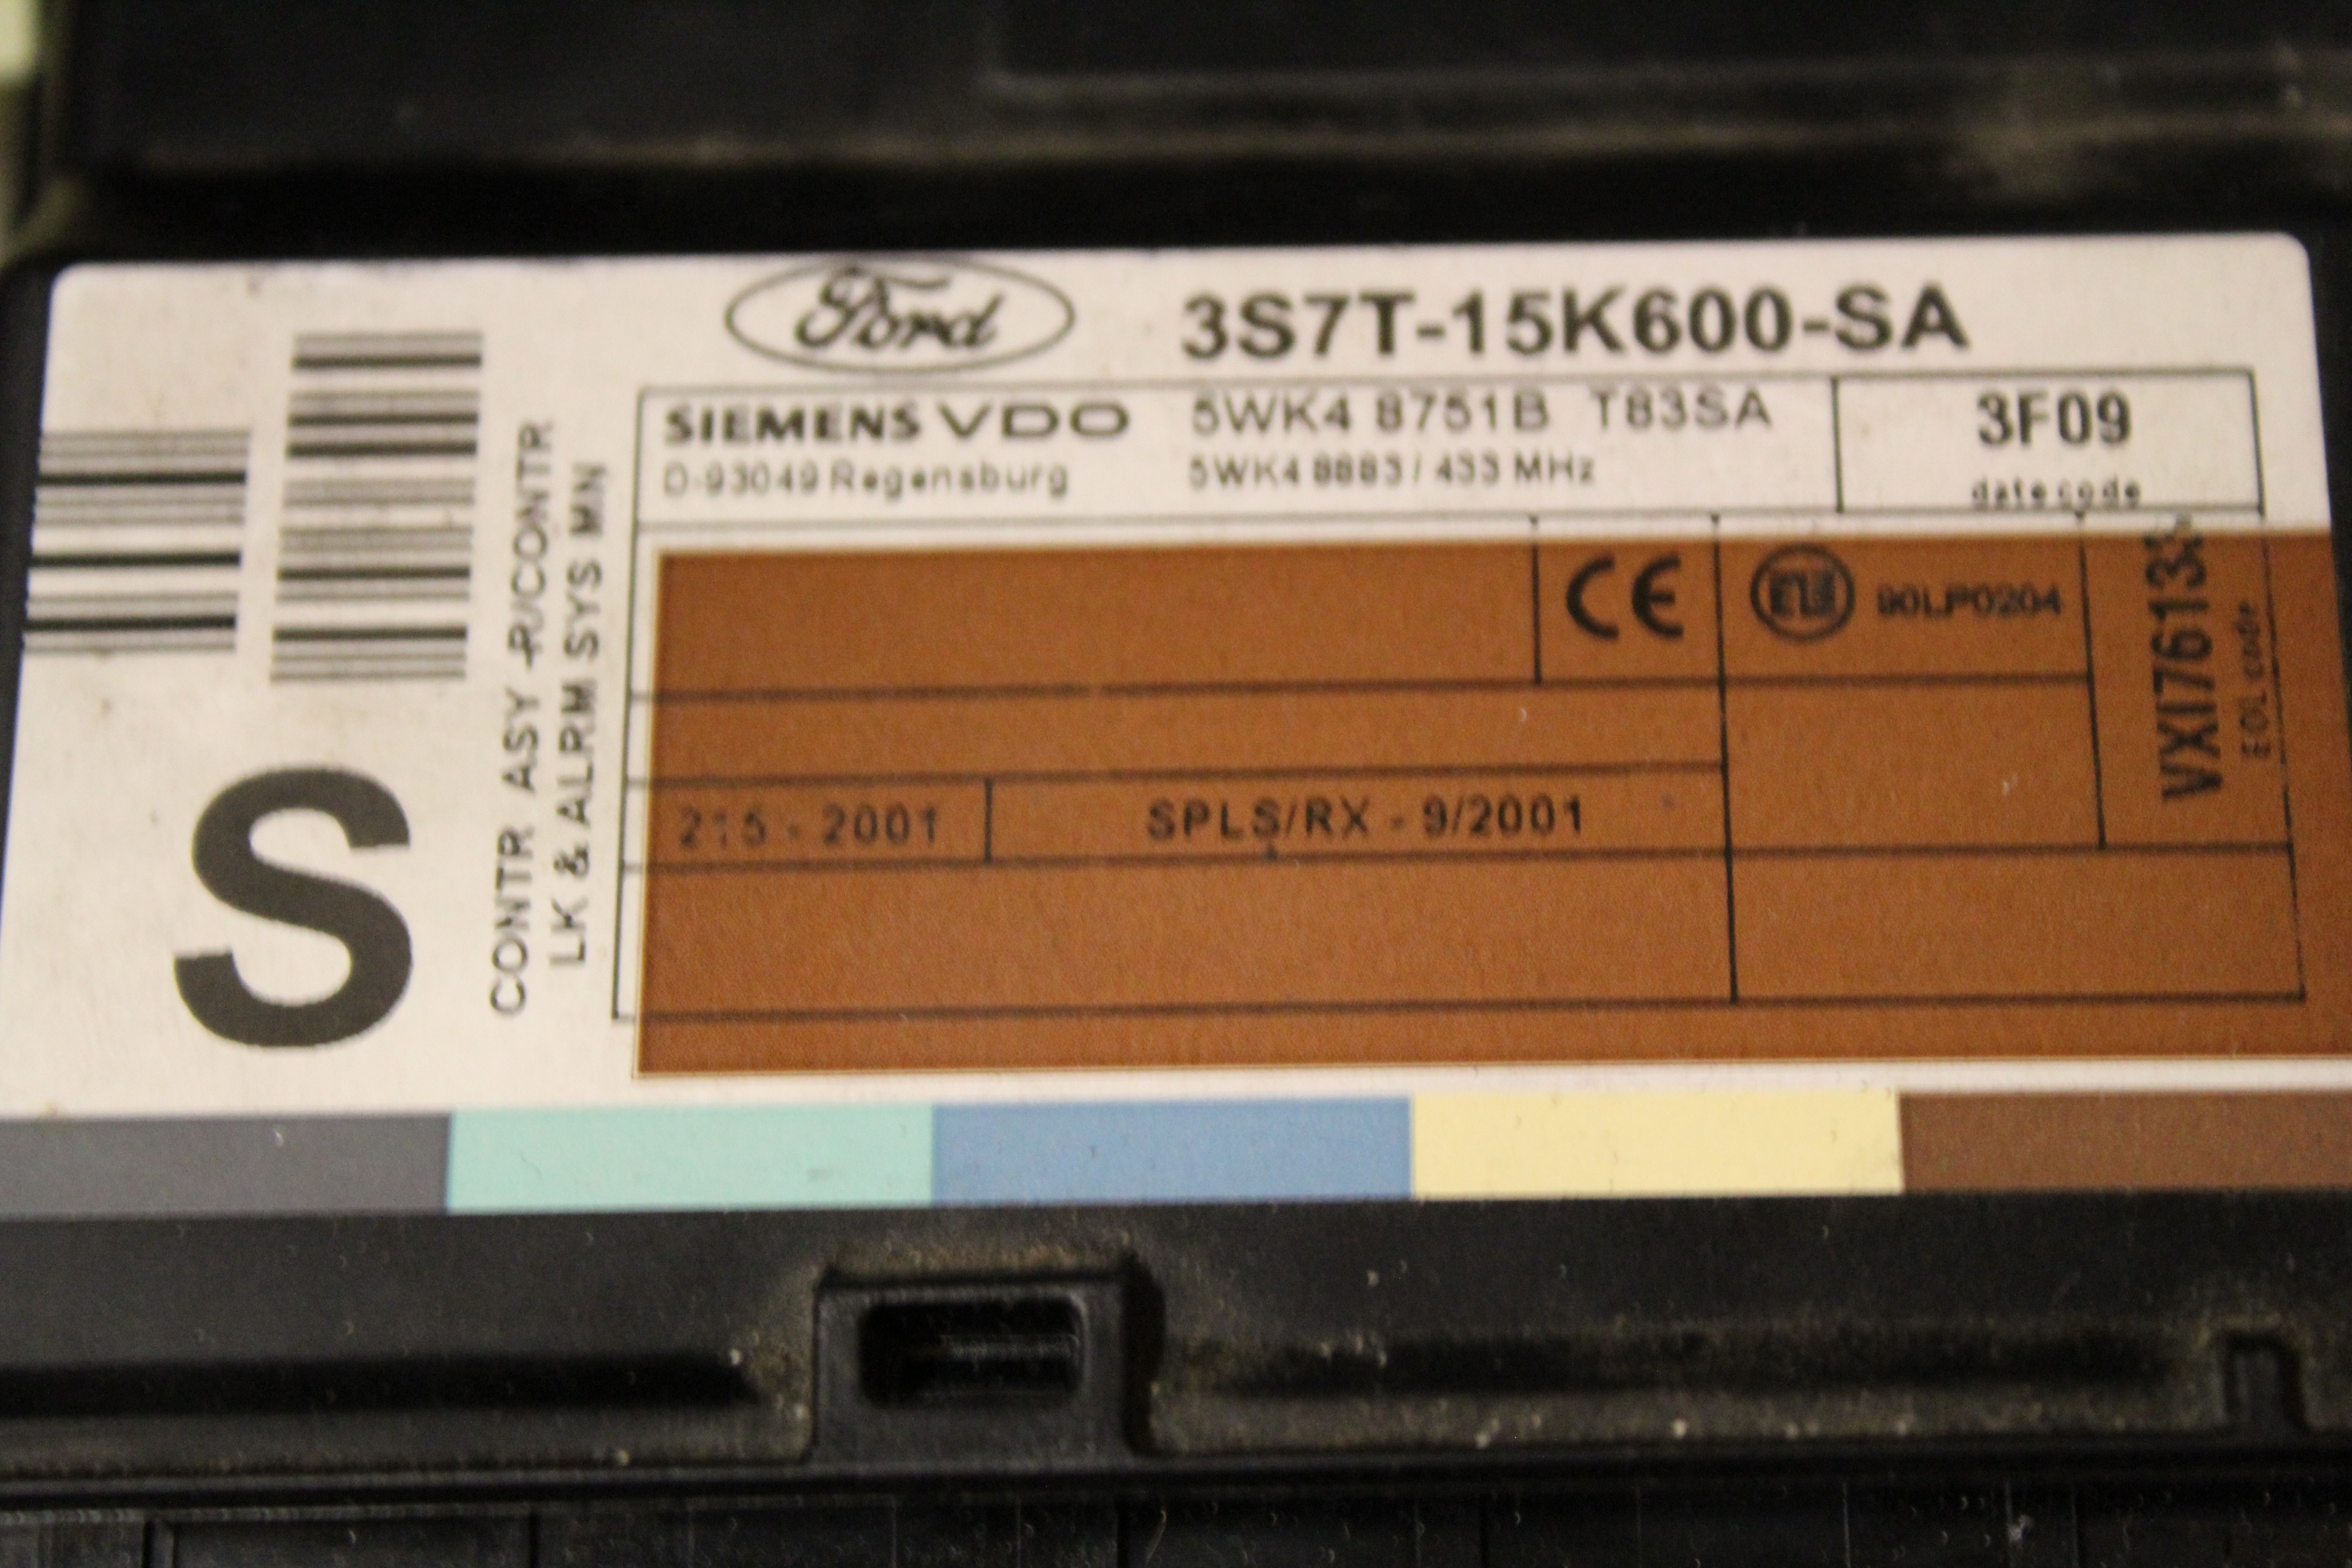 Ford 3S7T-15K600-SA
SIEMENS VDO 5WK4 8751B T83SA 3F09
D-93049 Regensburg 5WK4 8883 / 433 MHz date code
CE 90LP0204
EOL code
215 - 2001 SPLS/RX - 9/2001
CONTR ASY -R/CONTR
LK & ALRM SYS MN
S